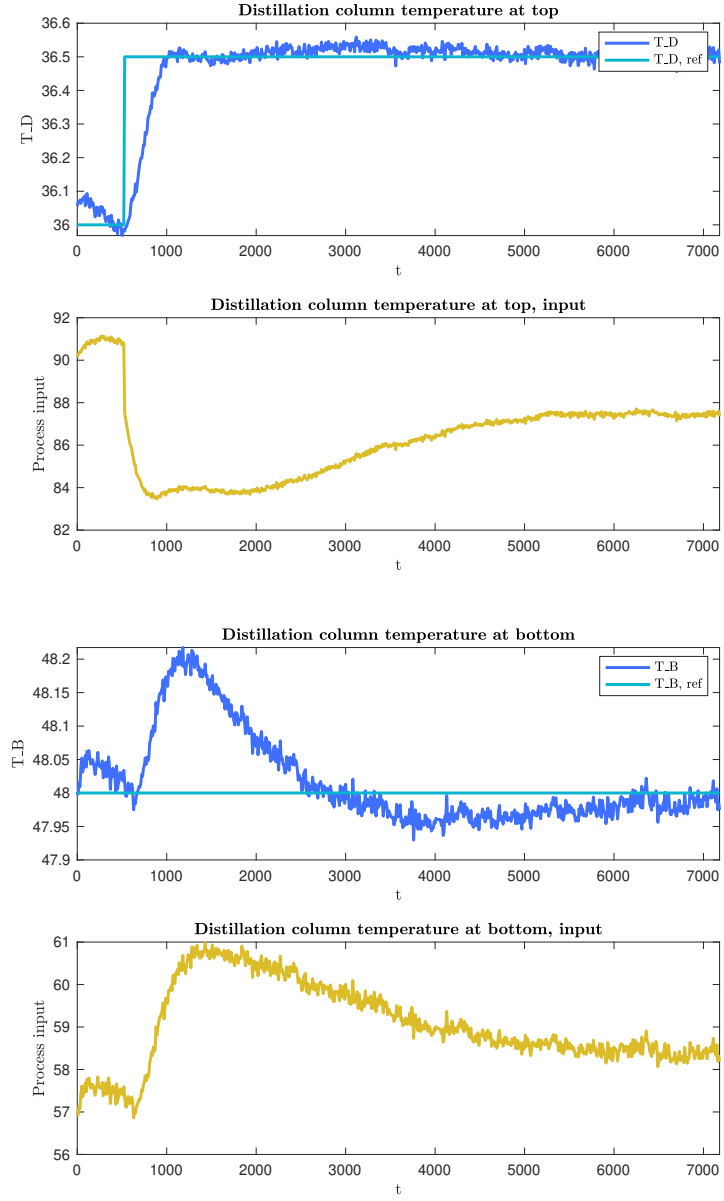 Distillation column temperature at top
36.6
36.5
36.4
36.3
36.2
36.1
36
T_D
T_D
T_D, ref
0 1000 2000 3000 4000 5000 6000 7000
t
Distillation column temperature at top, input
92
90
88
86
84
82
Process input
0 1000 2000 3000 4000 5000 6000 7000
t
Distillation column temperature at bottom
48.2
48.15
48.1
48.05
48
47.95
47.9
T_B
T_B
T_B, ref
0 1000 2000 3000 4000 5000 6000 7000
t
Distillation column temperature at bottom, input
61
60
59
58
57
56
Process input
0 1000 2000 3000 4000 5000 6000 7000
t